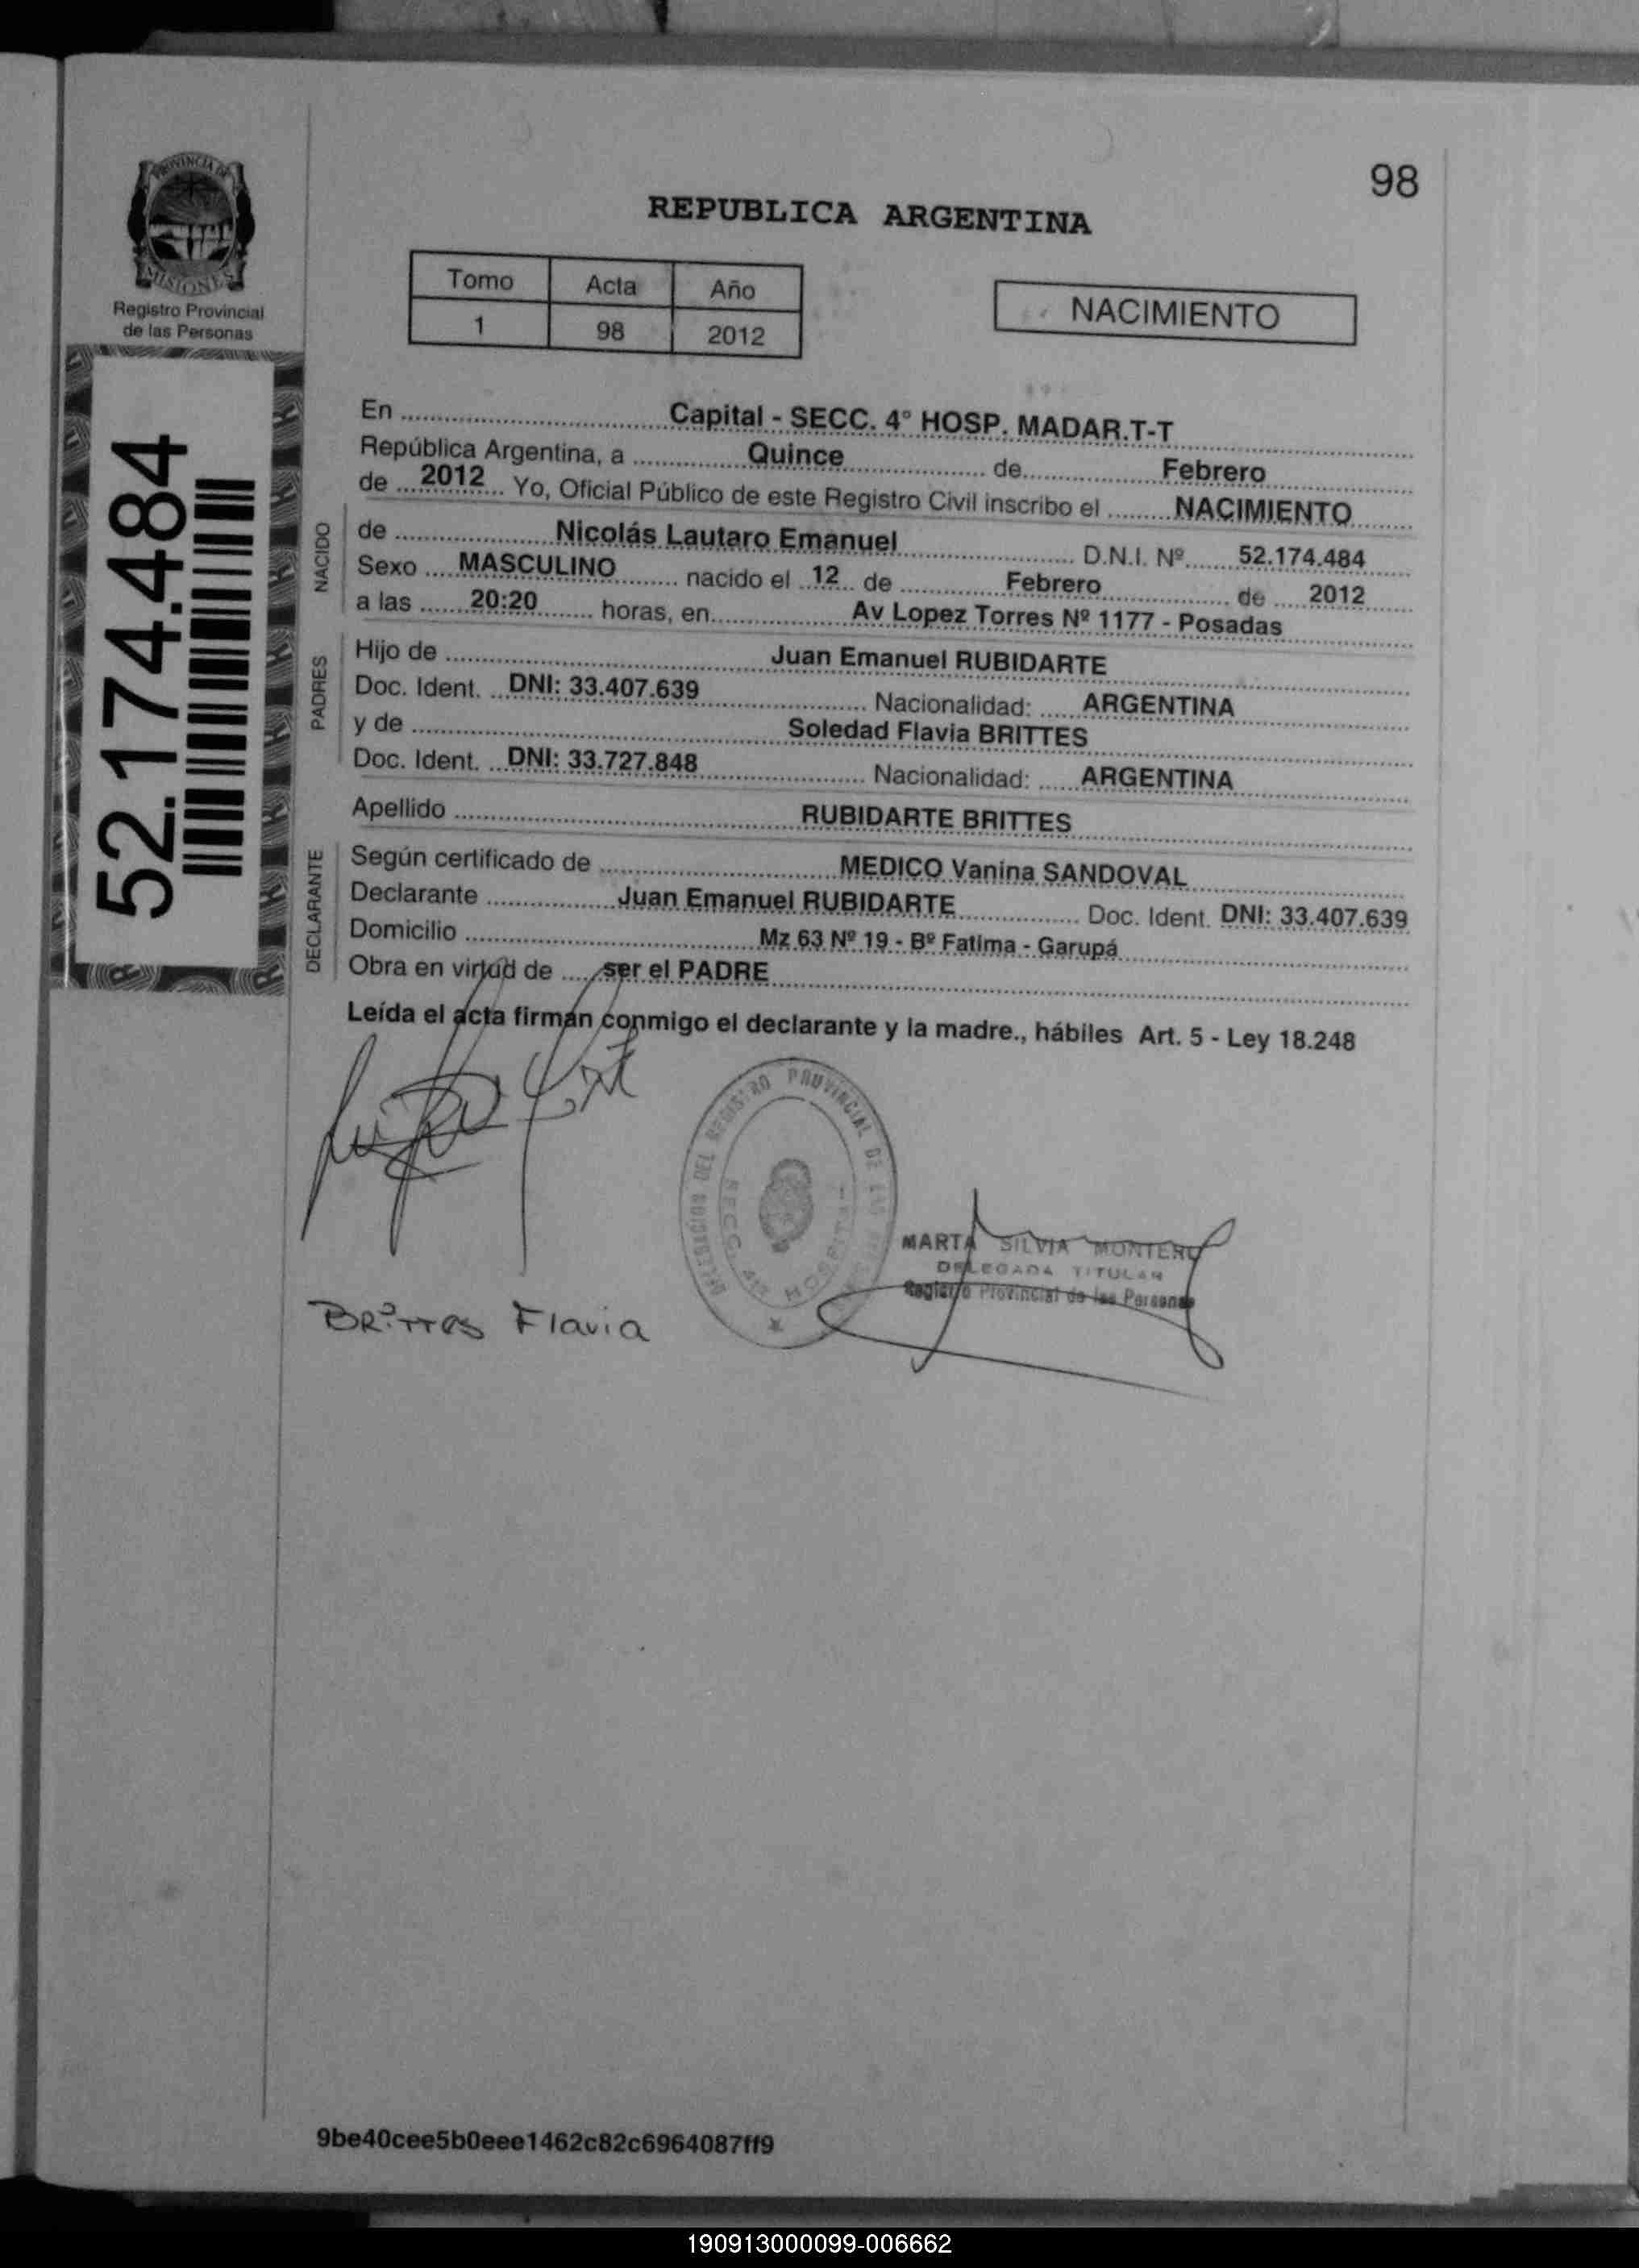 98
REPUBLICA ARGENTINA
PROVINCIA DE
MISIONES
Registro Provincial
de las Personas
Tomo Acta Año
1 98 2012
NACIMIENTO
52.174.484
En Capital - SECC. 4° HOSP. MADAR.T-T
República Argentina, a Quince de Febrero
de 2012 Yo, Oficial Público de este Registro Civil inscribo el NACIMIENTO
NACIDO
de Nicolás Lautaro Emanuel D.N.I. Nº 52.174.484
Sexo MASCULINO nacido el 12 de Febrero de 2012
a las 20:20 horas, en Av Lopez Torres Nº 1177 - Posadas
PADRES
Hijo de Juan Emanuel RUBIDARTE
Doc. Ident. DNI: 33.407.639 Nacionalidad: ARGENTINA
y de Soledad Flavia BRITTES
Doc. Ident. DNI: 33.727.848 Nacionalidad: ARGENTINA
Apellido RUBIDARTE BRITTES
DECLARANTE
Según certificado de MEDICO Vanina SANDOVAL
Declarante Juan Emanuel RUBIDARTE Doc. Ident. DNI: 33.407.639
Domicilio Mz 63 Nº 19 - Bº Fatima - Garupá
Obra en virtud de ser el PADRE
Leída el acta firman conmigo el declarante y la madre., hábiles Art. 5 - Ley 18.248
DEL REGISTRO PROVINCIAL DE LAS
SECC. 4ta HOSPITAL
MARTA SILVIA MONTERO
DELEGADA TITULAR
Registro Provincial de las Personas
BRiTTes Flavia
9be40cee5b0eee1462c82c6964087ff9
190913000099-006662